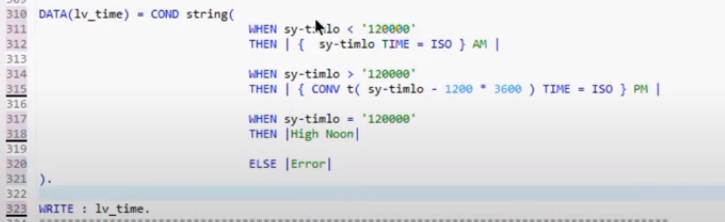 310 DATA(lv_time) = COND string(
311 WHEN sy-timlo < '120000'
312 THEN | { sy-timlo TIME = ISO } AM |
313
314 WHEN sy-timlo > '120000'
315 THEN | { CONV t( sy-timlo - 1200 * 3600 ) TIME = ISO } PM |
316
317 WHEN sy-timlo = '120000'
318 THEN |High Noon|
319
320 ELSE |Error|
321 ).
322
323 WRITE : lv_time.